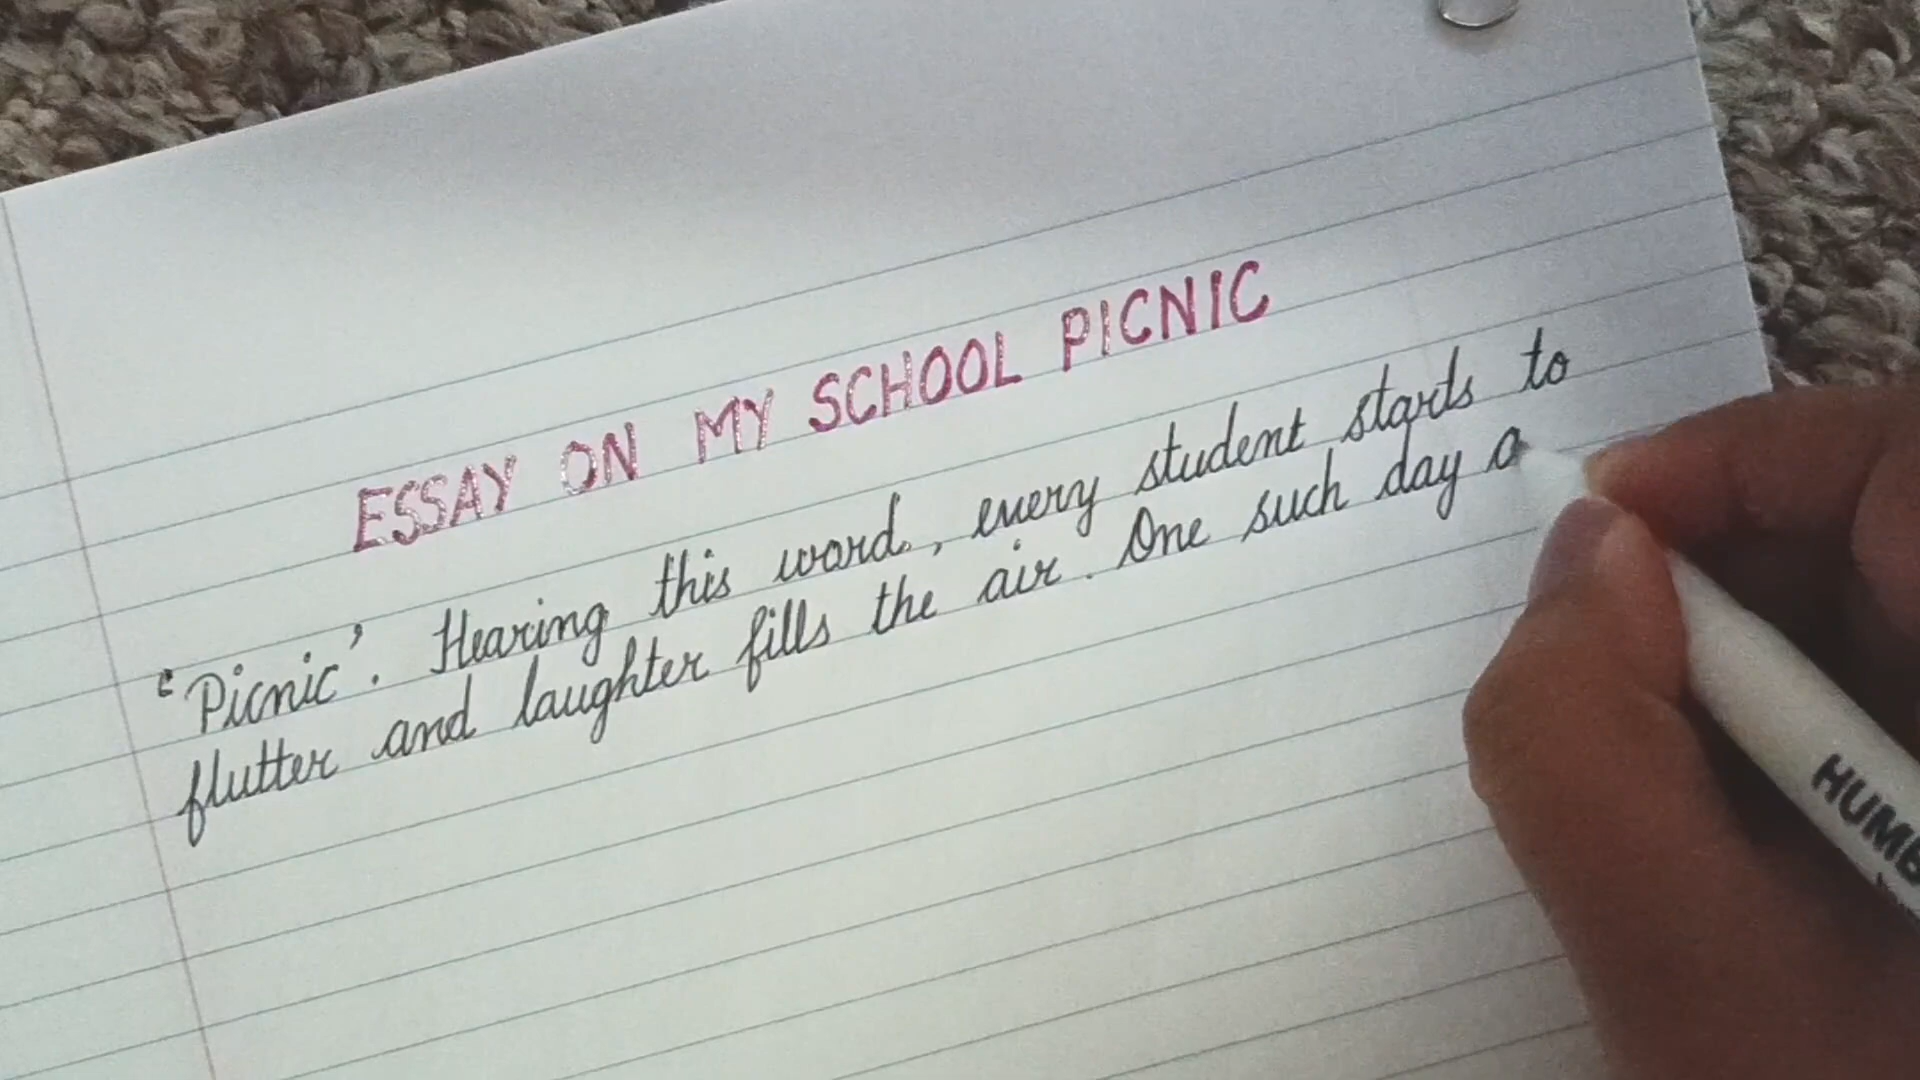 ESSAY ON MY SCHOOL PICNIC
'Picnic'. Hearing this word, every student starts to
flutter and laughter fills the air. One such day a
HUMB